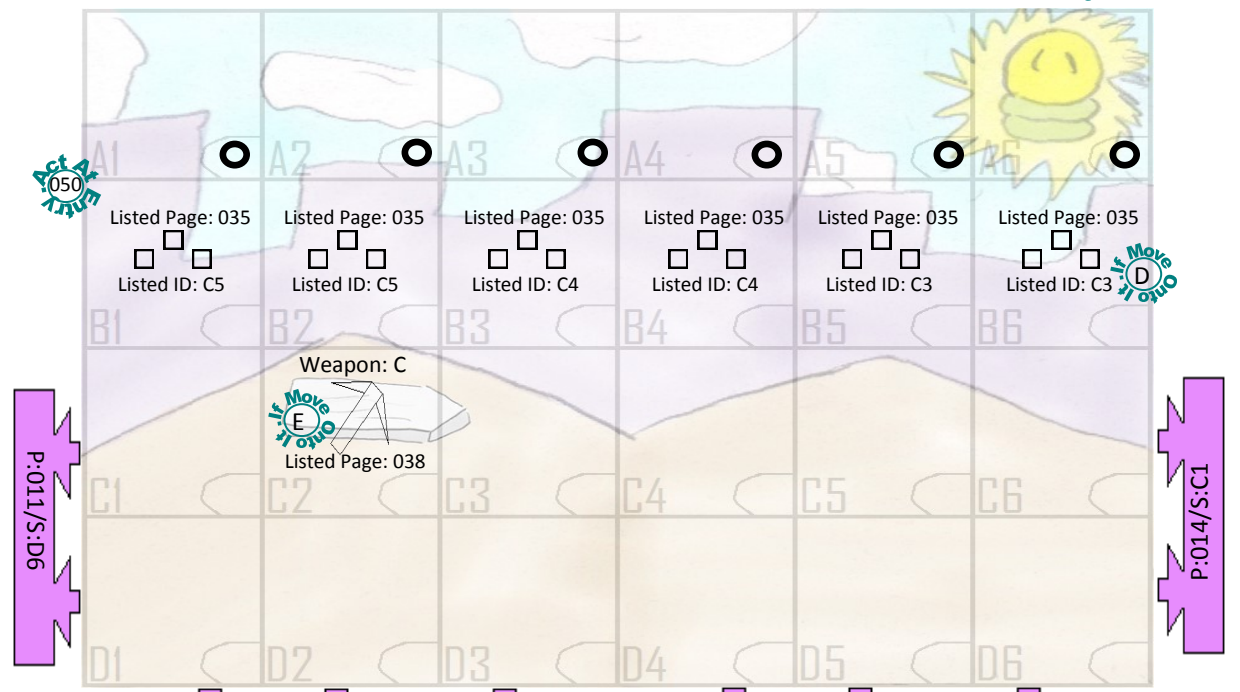 A1 A2 A3 A4 A5 A6
Act At Entry.
050
Listed Page: 035 Listed Page: 035 Listed Page: 035 Listed Page: 035 Listed Page: 035 Listed Page: 035
Listed ID: C5 Listed ID: C5 Listed ID: C4 Listed ID: C4 Listed ID: C3 Listed ID: C3
.If Move Onto It.
D
B1 B2 B3 B4 B5 B6
Weapon: C
.If Move Onto It.
E
Listed Page: 038
P:011/S:D6
P:014/S:C1
C1 C2 C3 C4 C5 C6
D1 D2 D3 D4 D5 D6